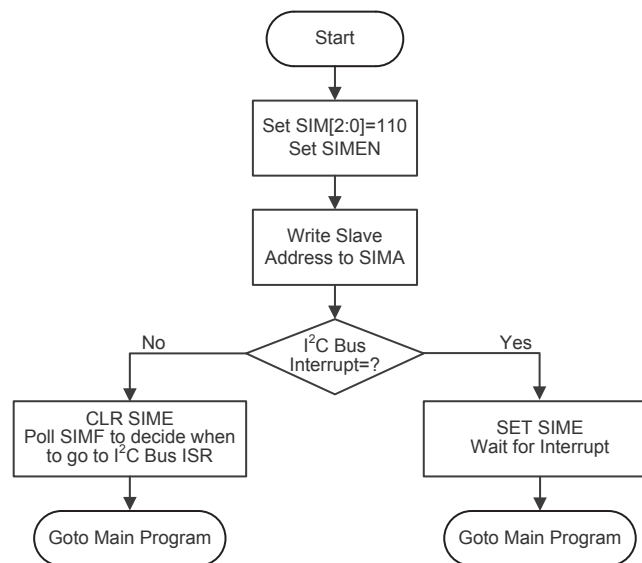 Start
Set SIM[2:0]=110
Set SIMEN
Write Slave
Address to SIMA
I²C Bus
Interrupt=?
No
Yes
CLR SIME
Poll SIMF to decide when
to go to I²C Bus ISR
SET SIME
Wait for Interrupt
Goto Main Program
Goto Main Program